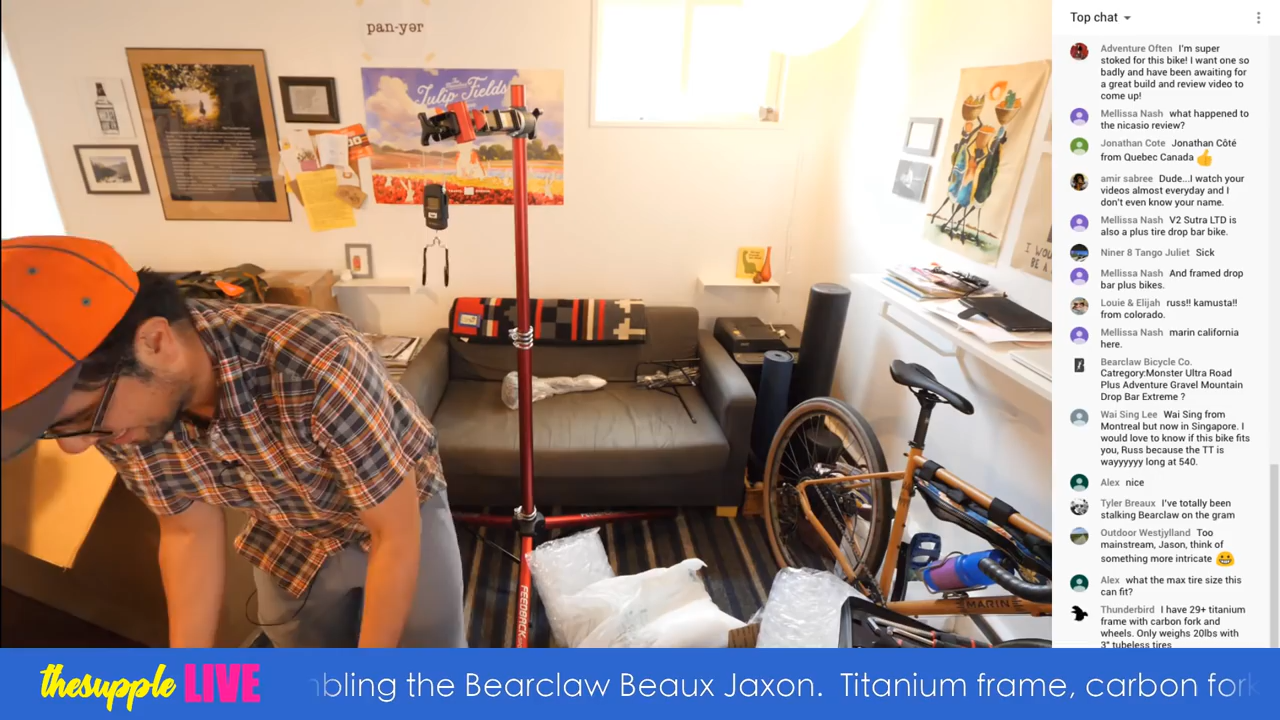 pan-yər
Tulip Fields
I W
BE A
FEEDBACK
MARIN
Top chat
Adventure Often I'm super
stoked for this bike! I want one so
badly and have been awaiting for
a great build and review video to
come up!
Mellissa Nash what happened to
the nicasio review?
Jonathan Cote Jonathan Côté
from Quebec Canada 👍
amir sabree Dude...I watch your
videos almost everyday and I
don't even know your name.
Mellissa Nash V2 Sutra LTD is
also a plus tire drop bar bike.
Niner 8 Tango Juliet Sick
Mellissa Nash And framed drop
bar plus bikes.
Louie & Elijah russ!! kamusta!!
from colorado.
Mellissa Nash marin california
here.
Bearclaw Bicycle Co.
Catregory:Monster Ultra Road
Plus Adventure Gravel Mountain
Drop Bar Extreme ?
Wai Sing Lee Wai Sing from
Montreal but now in Singapore. I
would love to know if this bike fits
you, Russ because the TT is
wayyyyyy long at 540.
Alex nice
Tyler Breaux I've totally been
stalking Bearclaw on the gram
Outdoor Westjylland Too
mainstream, Jason, think of
something more intricate 😬
Alex what the max tire size this
can fit?
Thunderbird I have 29+ titanium
frame with carbon fork and
wheels. Only weighs 20lbs with
3" tubeless tires
thesupple LIVE
mbling the Bearclaw Beaux Jaxon. Titanium frame, carbon fork